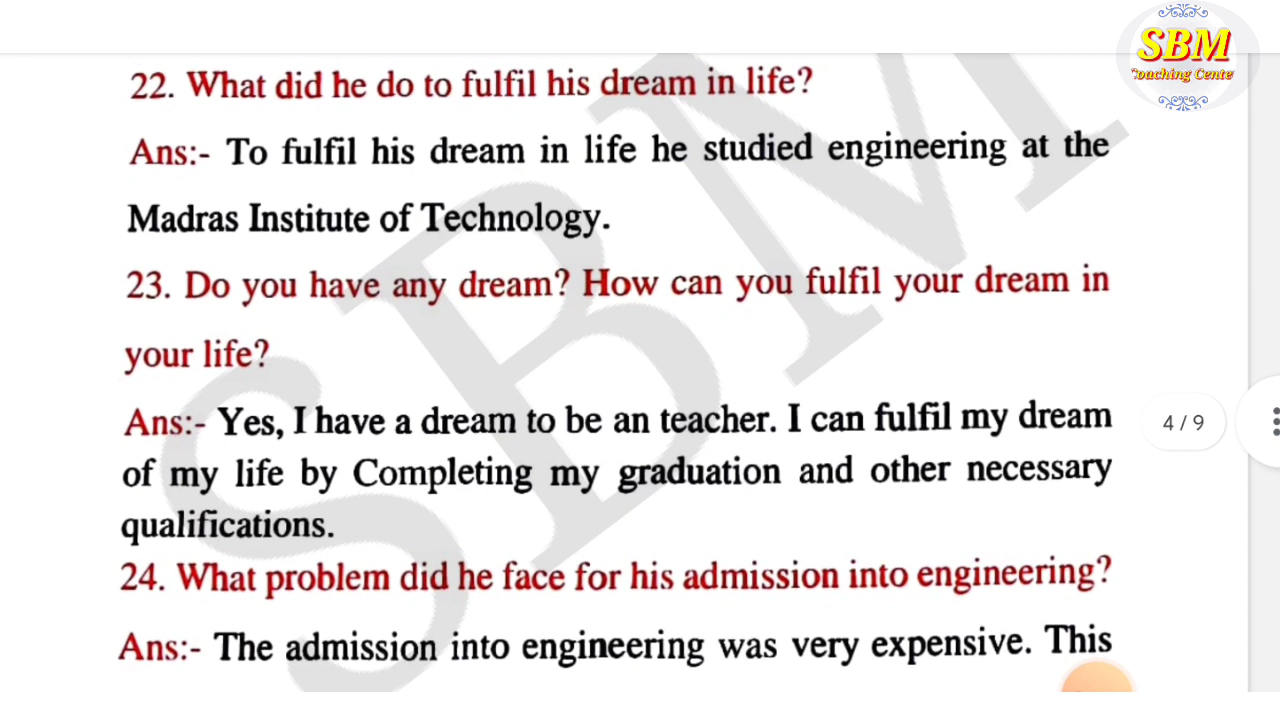 SBM
Coaching Cente
22. What did he do to fulfil his dream in life?
Ans:- To fulfil his dream in life he studied engineering at the
Madras Institute of Technology.
23. Do you have any dream? How can you fulfil your dream in
your life?
Ans:- Yes, I have a dream to be an teacher. I can fulfil my dream
of my life by Completing my graduation and other necessary
qualifications.
4 / 9
24. What problem did he face for his admission into engineering?
Ans:- The admission into engineering was very expensive. This
SBM